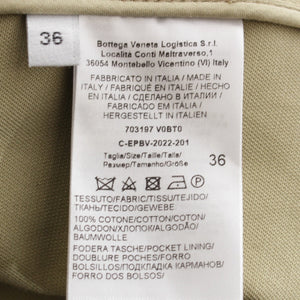 36
Bottega Veneta Logistica S.r.l.
Località Conti Maltraverso,1
36054 Montebello Vicentino (VI) Italy
FABBRICATO IN ITALIA / MADE IN
ITALY / FABRIQUÉ EN ITALIE / HECHO
EN ITALIA / СДЕЛАНО В ИТАЛИИ /
FABRICADO EM ITÁLIA /
HERGESTELLT IN ITALIEN
703197 V0BT0
C-EPBV-2022-201
Taglia/Size/Taille/Talla/
Размер/Tamanho/Größe
36
TESSUTO/FABRIC/TISSU/TEJIDO/
ТКАНЬ/TECIDO/GEWEBE
100% COTONE/COTTON/COTON/
ALGODON/ХЛОПОК/ALGODÃO/
BAUMWOLLE
FODERA TASCHE/POCKET LINING/
DOUBLURE POCHES/FORRO
BOLSILLOS/ПОДКЛАДКА КАРМАНОВ/
FORRO DE BOLSOS/